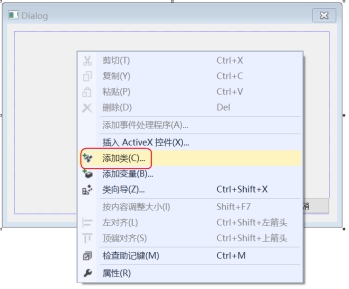 Dialog
剪切(T) Ctrl+X
复制(Y) Ctrl+C
粘贴(P) Ctrl+V
删除(D) Del
添加事件处理程序(A)...
插入 ActiveX 控件(X)...
添加类(C)...
添加变量(B)...
类向导(Z)... Ctrl+Shift+X
按内容调整大小(I) Shift+F7
左对齐(L) Ctrl+Shift+左箭头
顶端对齐(S) Ctrl+Shift+上箭头
检查助记键(M) Ctrl+M
属性(R)